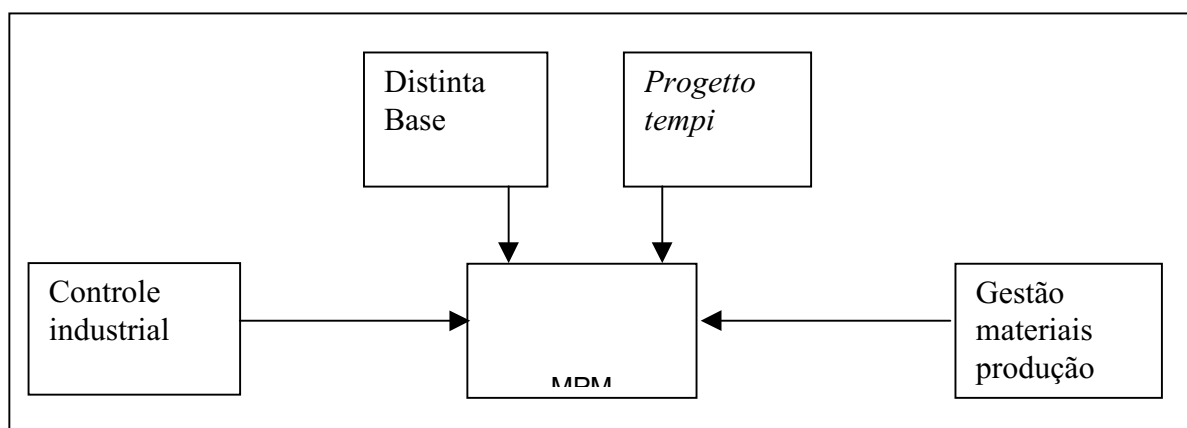 Distinta
Base
Progetto
tempi
Controle
industrial
Gestão
materiais
produção